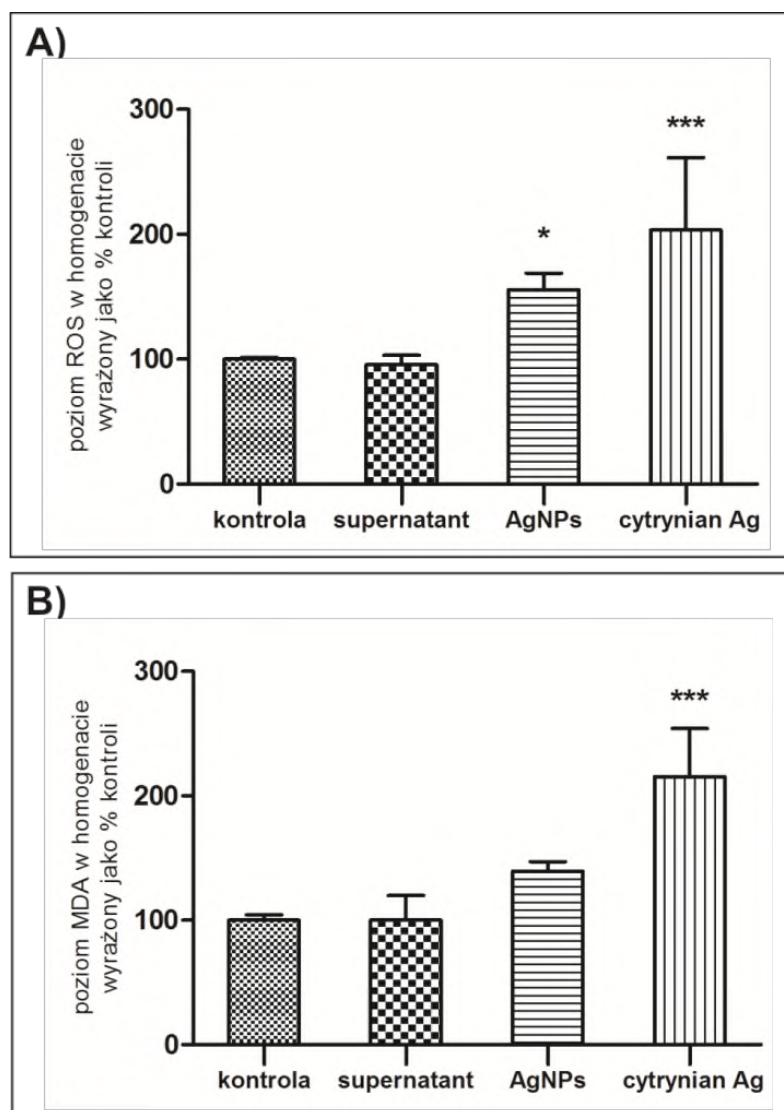 A)
poziom ROS w homogenacie
wyrażony jako % kontroli
300
200
100
0
*
***
kontrola
supernatant
AgNPs
cytrynian Ag
B)
poziom MDA w homogenacie
wyrażony jako % kontroli
300
200
100
0
***
kontrola
supernatant
AgNPs
cytrynian Ag